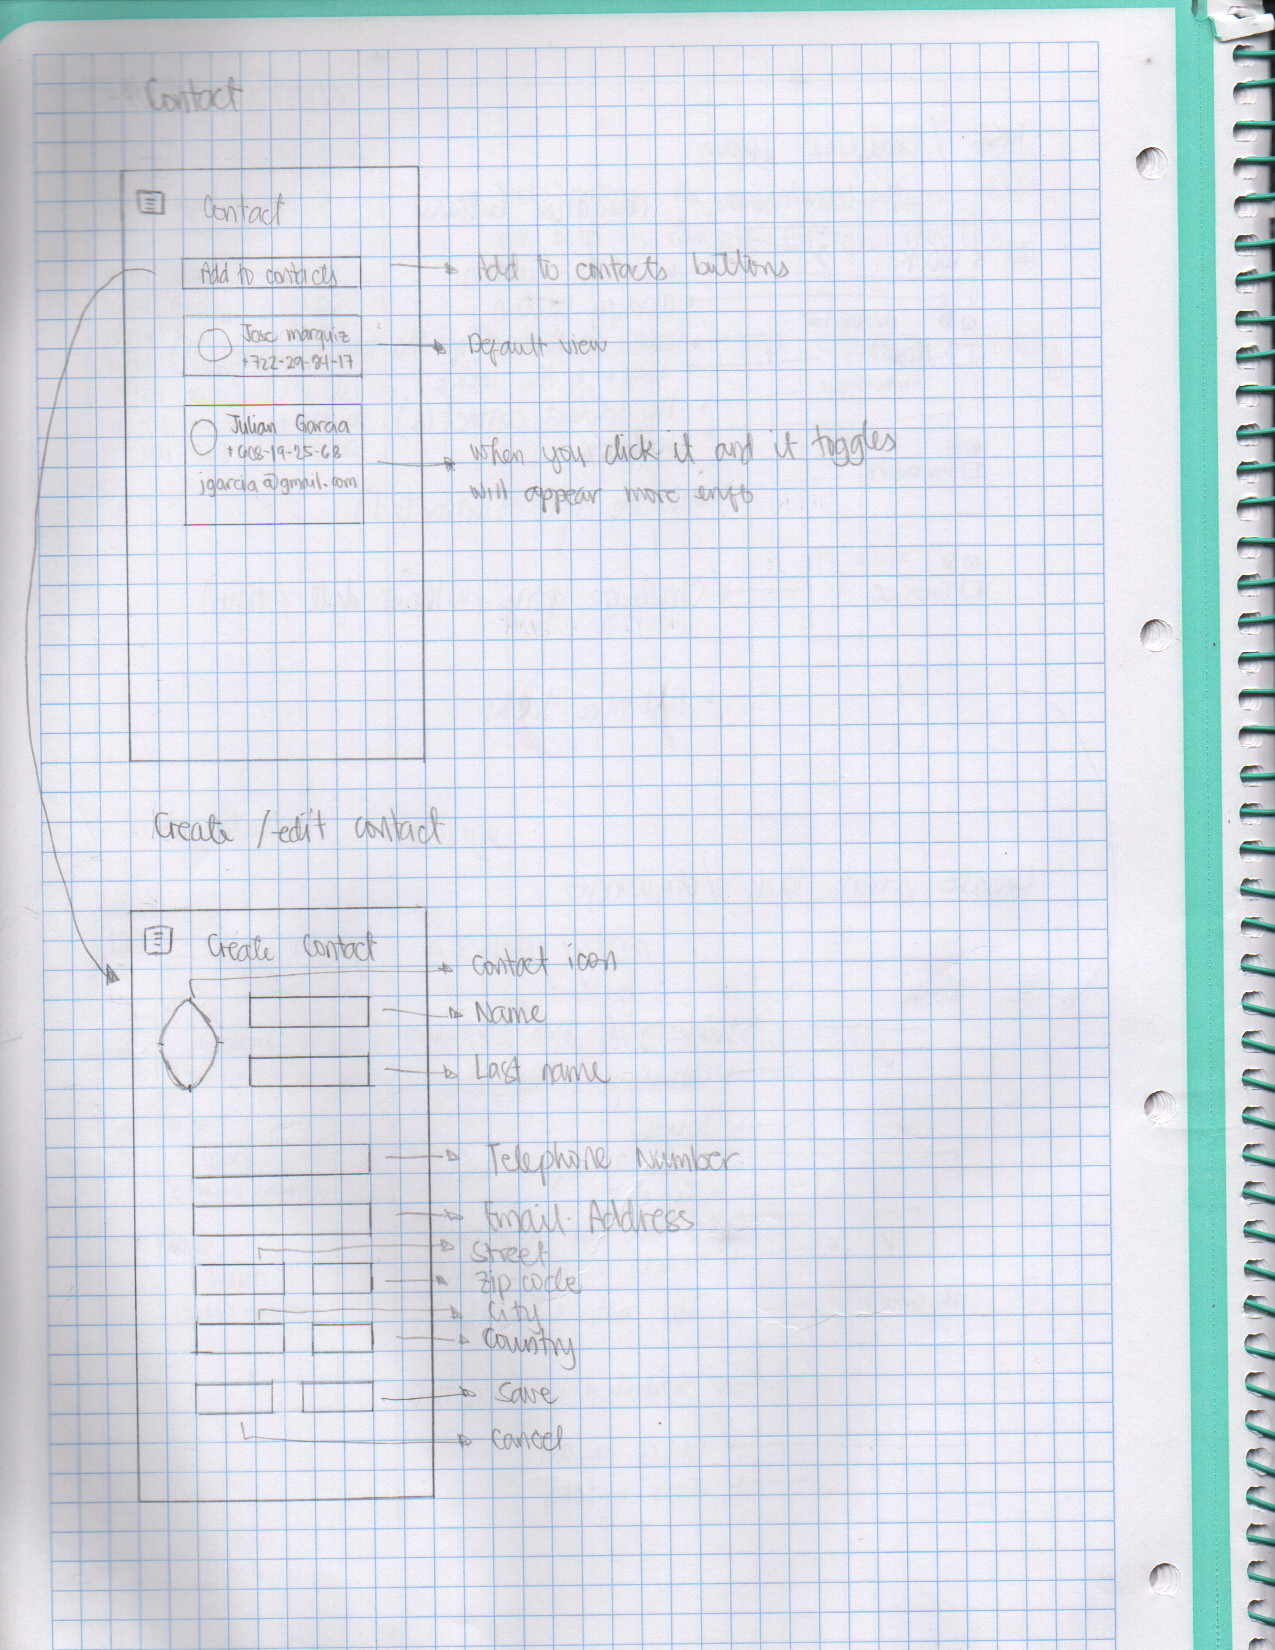 Contact
Contact
Add to contacts
Add to contacts buttons
Jose marquiz
+722-29-84-17
Default view
Julian Garcia
+608-19-25-68
jgarcia@gmail.com
when you click it and it toggles
will appear more info
Create /edit contact
Create Contact
Contact icon
Name
Last name
Telephone Number
Email Address
Street
Zip code
City
Country
Save
Cancel